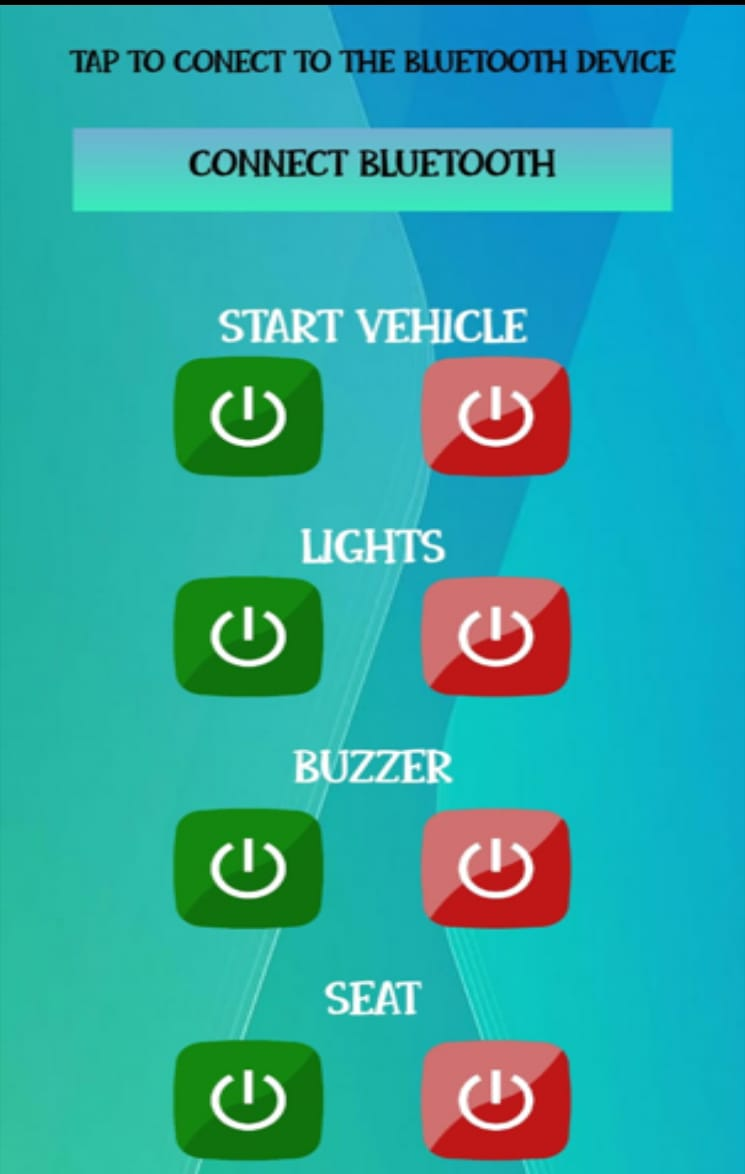 TAP TO CONECT TO THE BLUETOOTH DEVICE
CONNECT BLUETOOTH
START VEHICLE
LIGHTS
BUZZER
SEAT